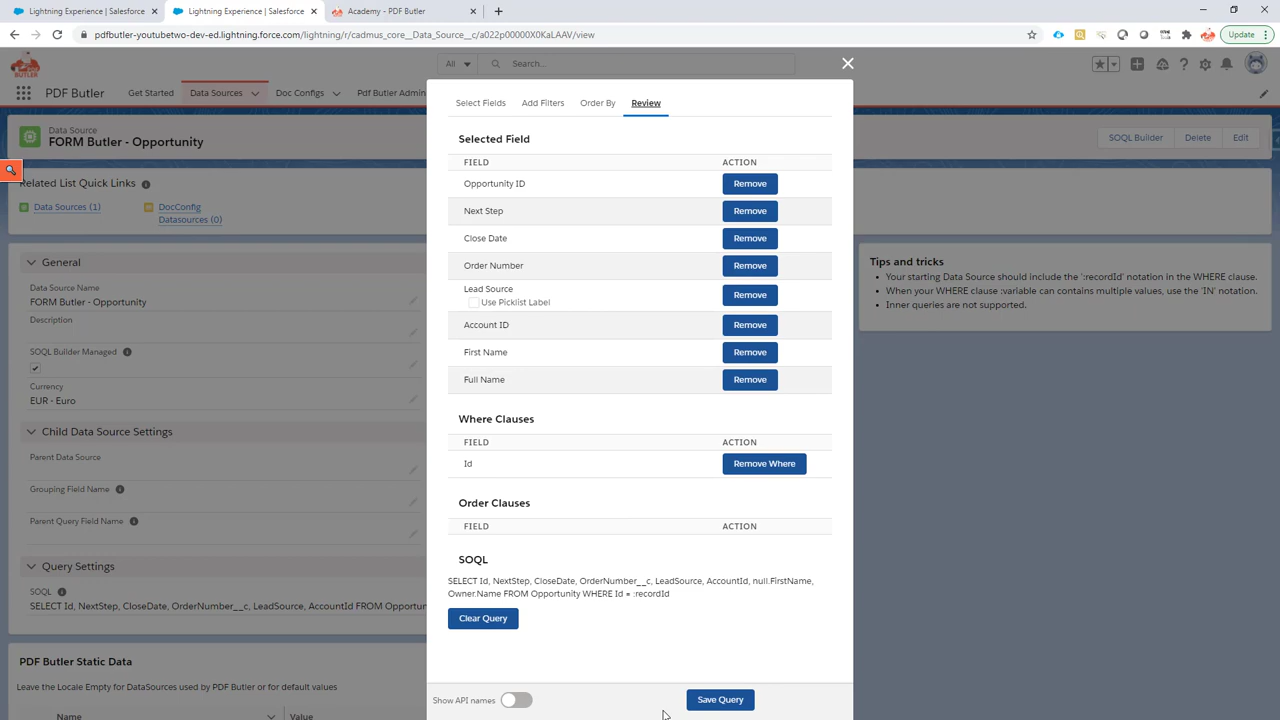 Lightning Experience | Salesforce
Lightning Experience | Salesforce
Academy - PDF Butler
pdfbutler-youtubetwo-dev-ed.lightning.force.com/lightning/r/cadmus_core__Data_Source__c/a022p00000X0KaLAAV/view
Update
BUTLER
All
Search...
PDF Butler
Get Started
Data Sources
Doc Configs
Pdf Butler Admin
Data Source
FORM Butler - Opportunity
SOQL Builder
Delete
Edit
Related List Quick Links
Data Sources (1)
DocConfig
Datasources (0)
General
Data Source Name
FORM Butler - Opportunity
Description
SOQL Builder Managed
Currency
EUR - Euro
Child Data Source Settings
Parent Data Source
Grouping Field Name
Parent Query Field Name
Query Settings
SOQL
SELECT Id, NextStep, CloseDate, OrderNumber__c, LeadSource, AccountId FROM Opportun
PDF Butler Static Data
Leave the Locale Empty for DataSources used by PDF Butler or for default values
Name
Value
Select Fields
Add Filters
Order By
Review
Selected Field
FIELD
ACTION
Opportunity ID
Remove
Next Step
Remove
Close Date
Remove
Order Number
Remove
Lead Source
Use Picklist Label
Remove
Account ID
Remove
First Name
Remove
Full Name
Remove
Where Clauses
FIELD
ACTION
Id
Remove Where
Order Clauses
FIELD
ACTION
SOQL
SELECT Id, NextStep, CloseDate, OrderNumber__c, LeadSource, AccountId, null.FirstName,
Owner.Name FROM Opportunity WHERE Id = :recordId
Clear Query
Show API names
Save Query
Tips and tricks
Your starting Data Source should include the ':recordId' notation in the WHERE clause.
When your WHERE clause :variable can contains multiple values, use the 'IN' notation.
Inner queries are not supported.